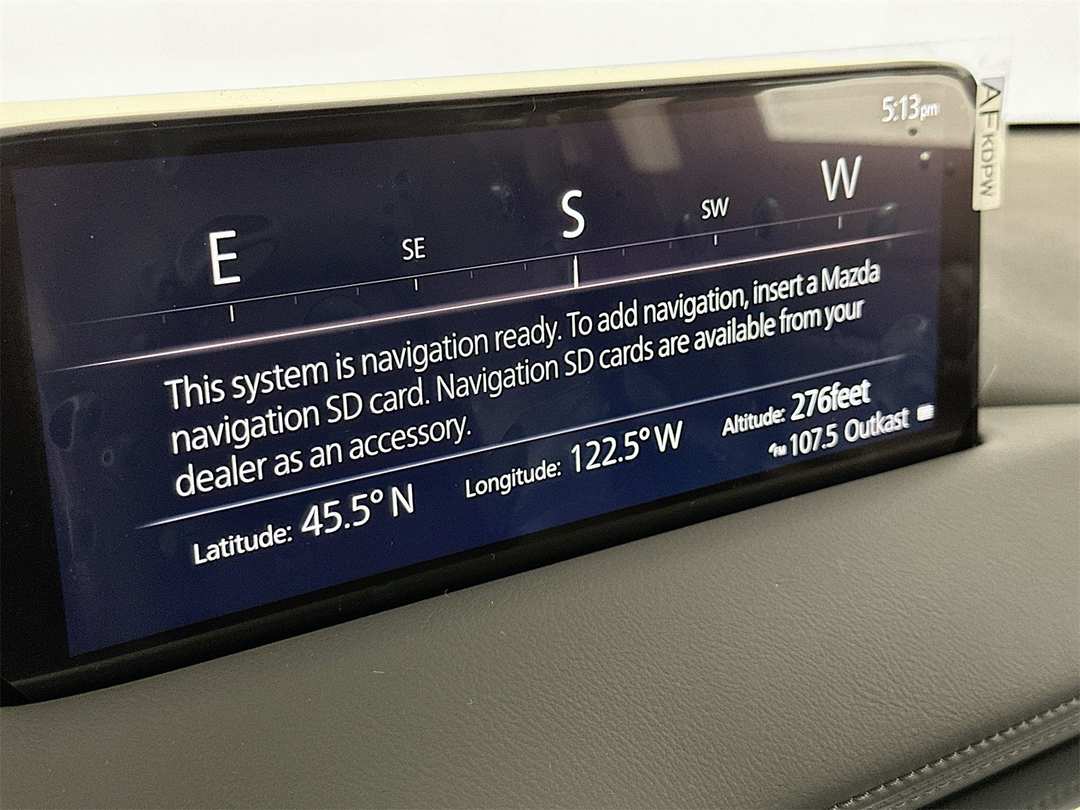 5:13pm
E SE S SW W
This system is navigation ready. To add navigation, insert a Mazda
navigation SD card. Navigation SD cards are available from your
dealer as an accessory.
Latitude: 45.5° N Longitude: 122.5° W Altitude: 276feet
FM 107.5 Outkast
AFKDPW